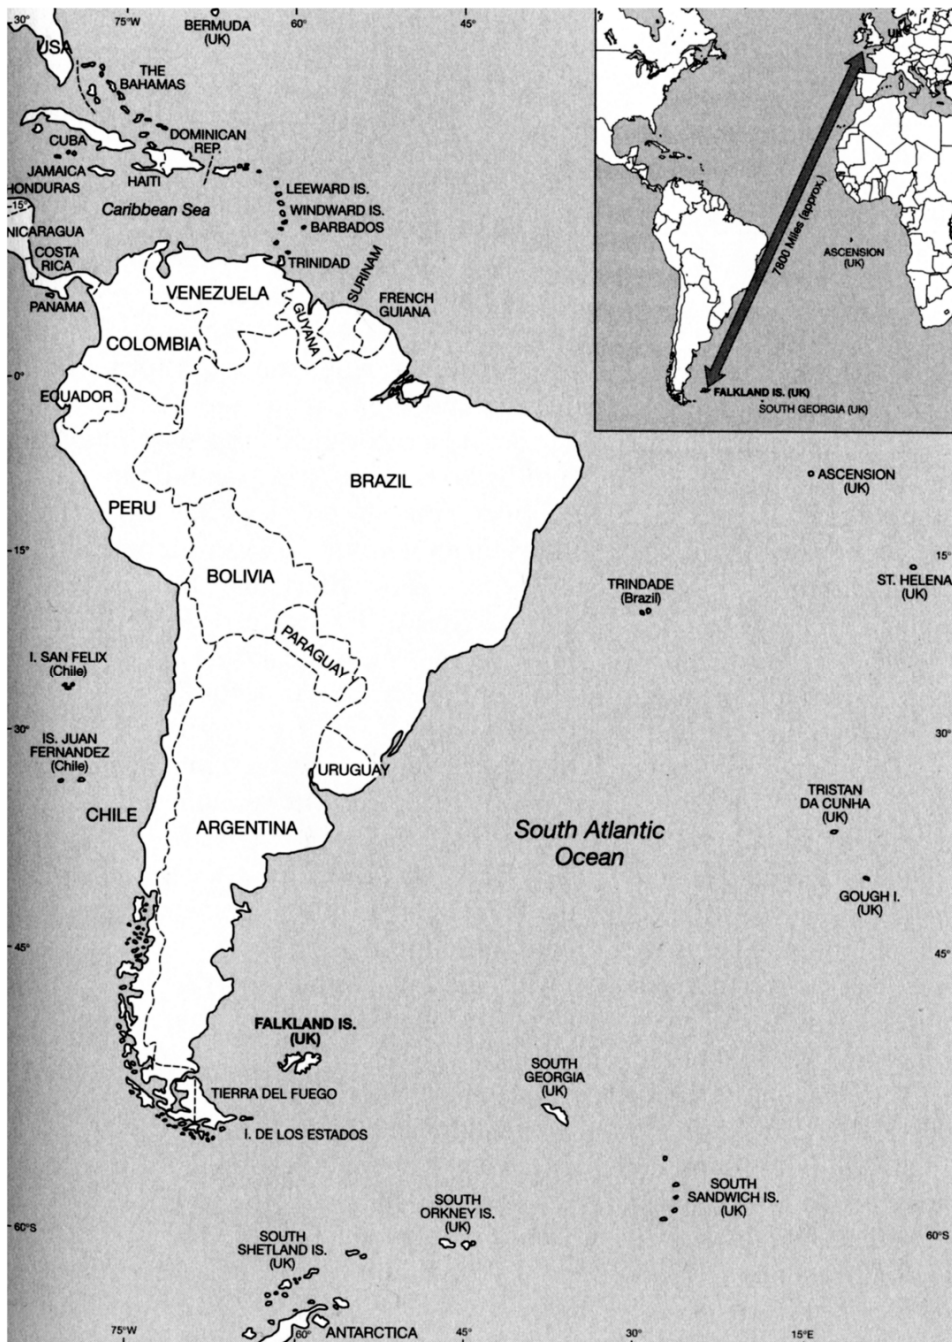 75°W
BERMUDA
(UK)
60°
45°
30°
USA
THE
BAHAMAS
CUBA
DOMINICAN
REP.
JAMAICA
HAITI
HONDURAS
LEEWARD IS.
15°
Caribbean Sea
WINDWARD IS.
BARBADOS
NICARAGUA
COSTA
RICA
TRINIDAD
PANAMA
VENEZUELA
GUYANA
SURINAM
FRENCH
GUIANA
COLOMBIA
0°
EQUADOR
BRAZIL
PERU
15°
BOLIVIA
PARAGUAY
I. SAN FELIX
(Chile)
30°
IS. JUAN
FERNANDEZ
(Chile)
URUGUAY
CHILE
ARGENTINA
South Atlantic
Ocean
45°
FALKLAND IS.
(UK)
TIERRA DEL FUEGO
I. DE LOS ESTADOS
SOUTH
GEORGIA
(UK)
SOUTH
SANDWICH IS.
(UK)
SOUTH
ORKNEY IS.
(UK)
SOUTH
SHETLAND IS.
(UK)
60°S
60°S
ANTARCTICA
75°W
60°
45°
30°
15°E
UK
7800 Miles (approx.)
ASCENSION
(UK)
FALKLAND IS. (UK)
SOUTH GEORGIA (UK)
ASCENSION
(UK)
15°
TRINDADE
(Brazil)
ST. HELENA
(UK)
30°
TRISTAN
DA CUNHA
(UK)
GOUGH I.
(UK)
45°